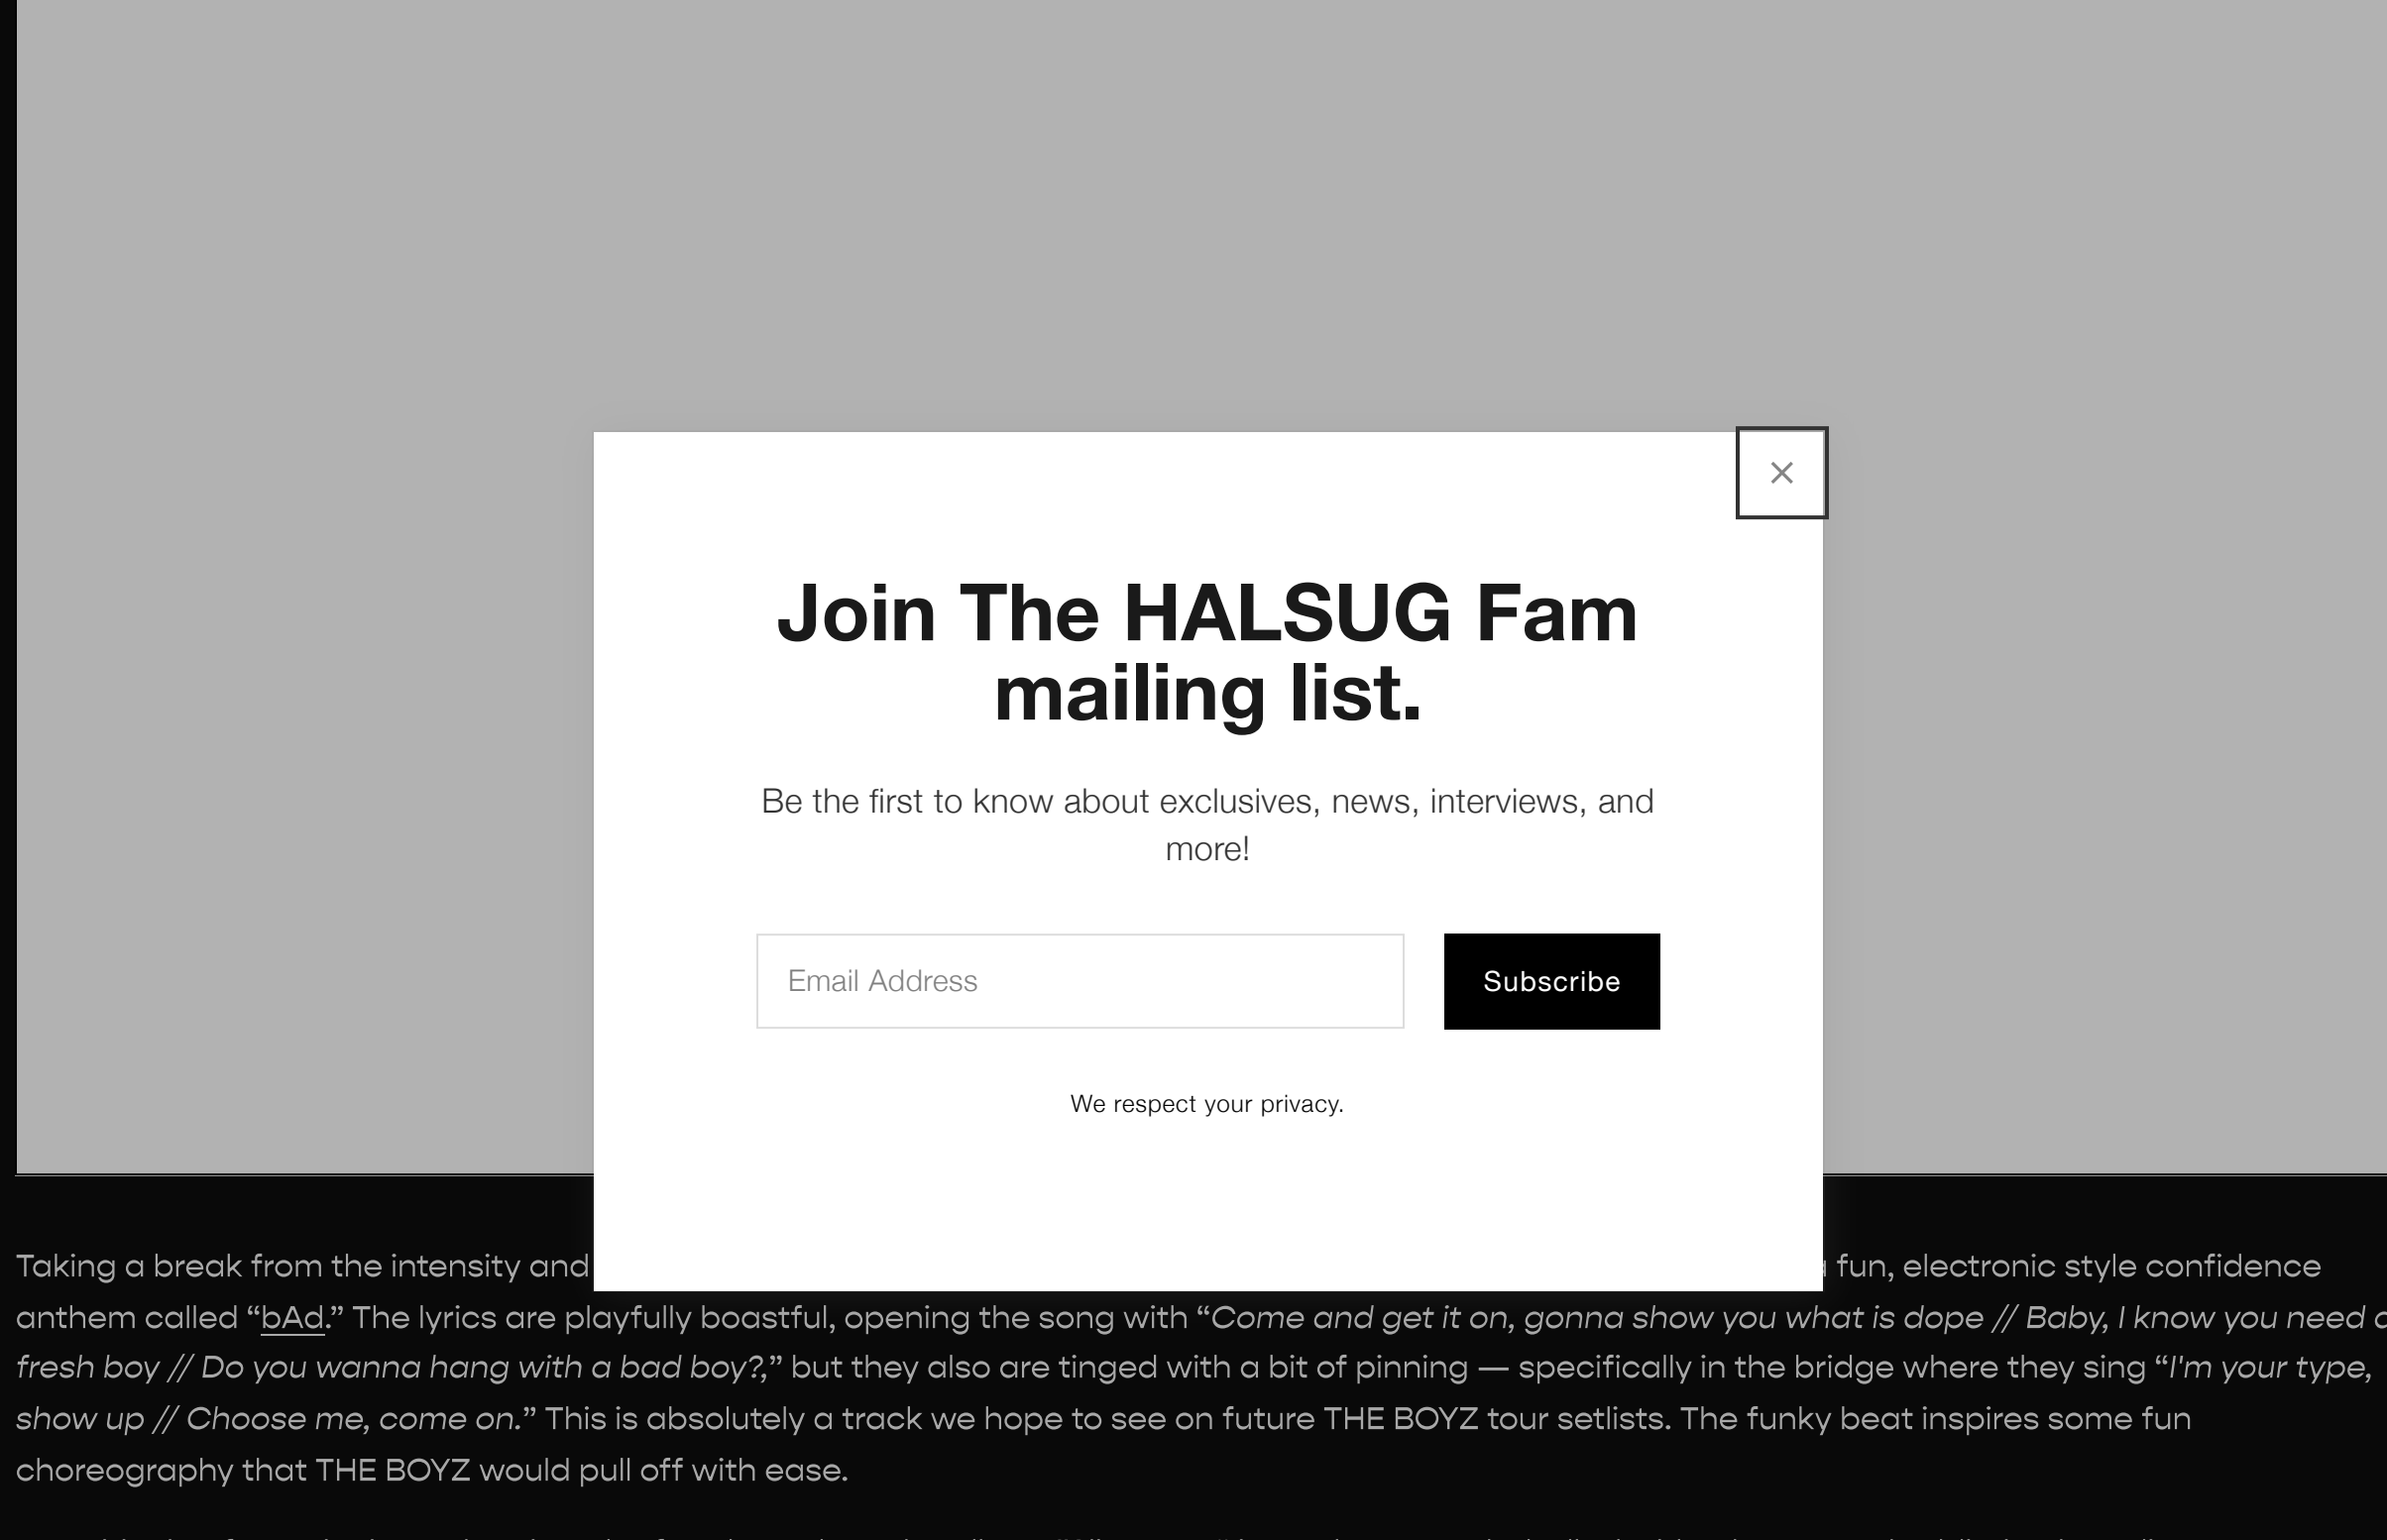 Join The HALSUG Fam
mailing list.
Be the first to know about exclusives, news, interviews, and
more!
Email Address
Subscribe
We respect your privacy.
Taking a break from the intensity and fun, electronic style confidence
anthem called “bAd.” The lyrics are playfully boastful, opening the song with “Come and get it on, gonna show you what is dope // Baby, I know you need
fresh boy // Do you wanna hang with a bad boy?,” but they also are tinged with a bit of pinning — specifically in the bridge where they sing “I'm your type,
show up // Choose me, come on.” This is absolutely a track we hope to see on future THE BOYZ tour setlists. The funky beat inspires some fun
choreography that THE BOYZ would pull off with ease.